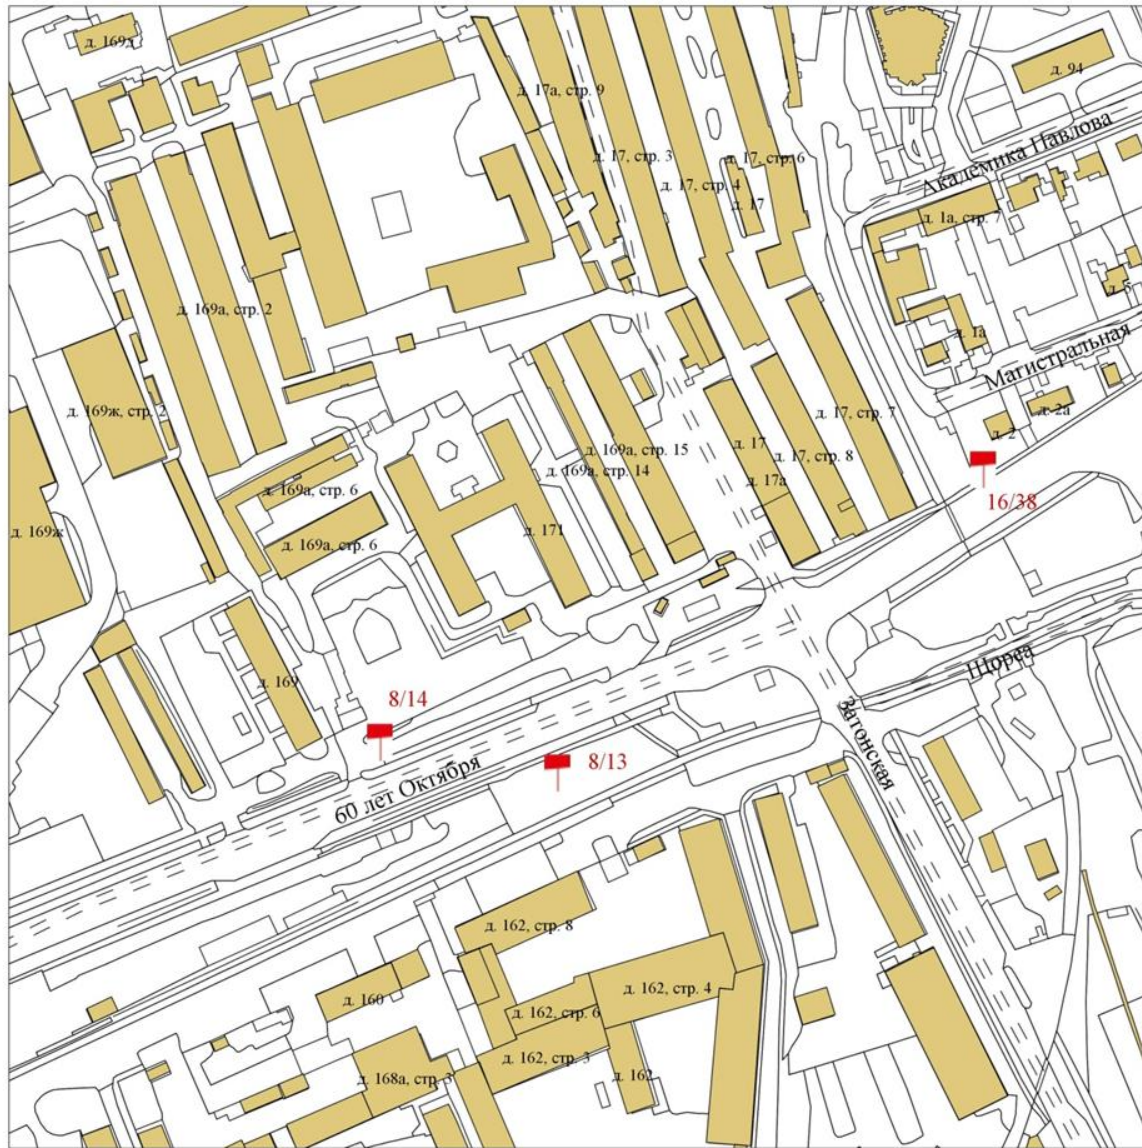 д. 169д
д. 94
д. 17а, стр. 9
Академика Павлова
д. 17, стр. 3
д. 17, стр. 6
д. 17, стр. 4
д. 17
д. 1а, стр. 7
д. 5
д. 169а, стр. 2
д. 1а
Магистральная
д. 169ж, стр. 2
д. 2а
д. 17, стр. 7
д. 2
д. 17
д. 169а, стр. 15
д. 17, стр. 8
д. 169а, стр. 14
д. 17а
д. 169а, стр. 6
16/38
д. 169ж
д. 171
д. 169а, стр. 6
Щорса
д. 169
8/14
Затонская
8/13
60 лет Октября
д. 162, стр. 8
д. 162, стр. 4
д. 160
д. 162, стр. 6
д. 162, стр. 3
д. 168а, стр. 3
д. 162